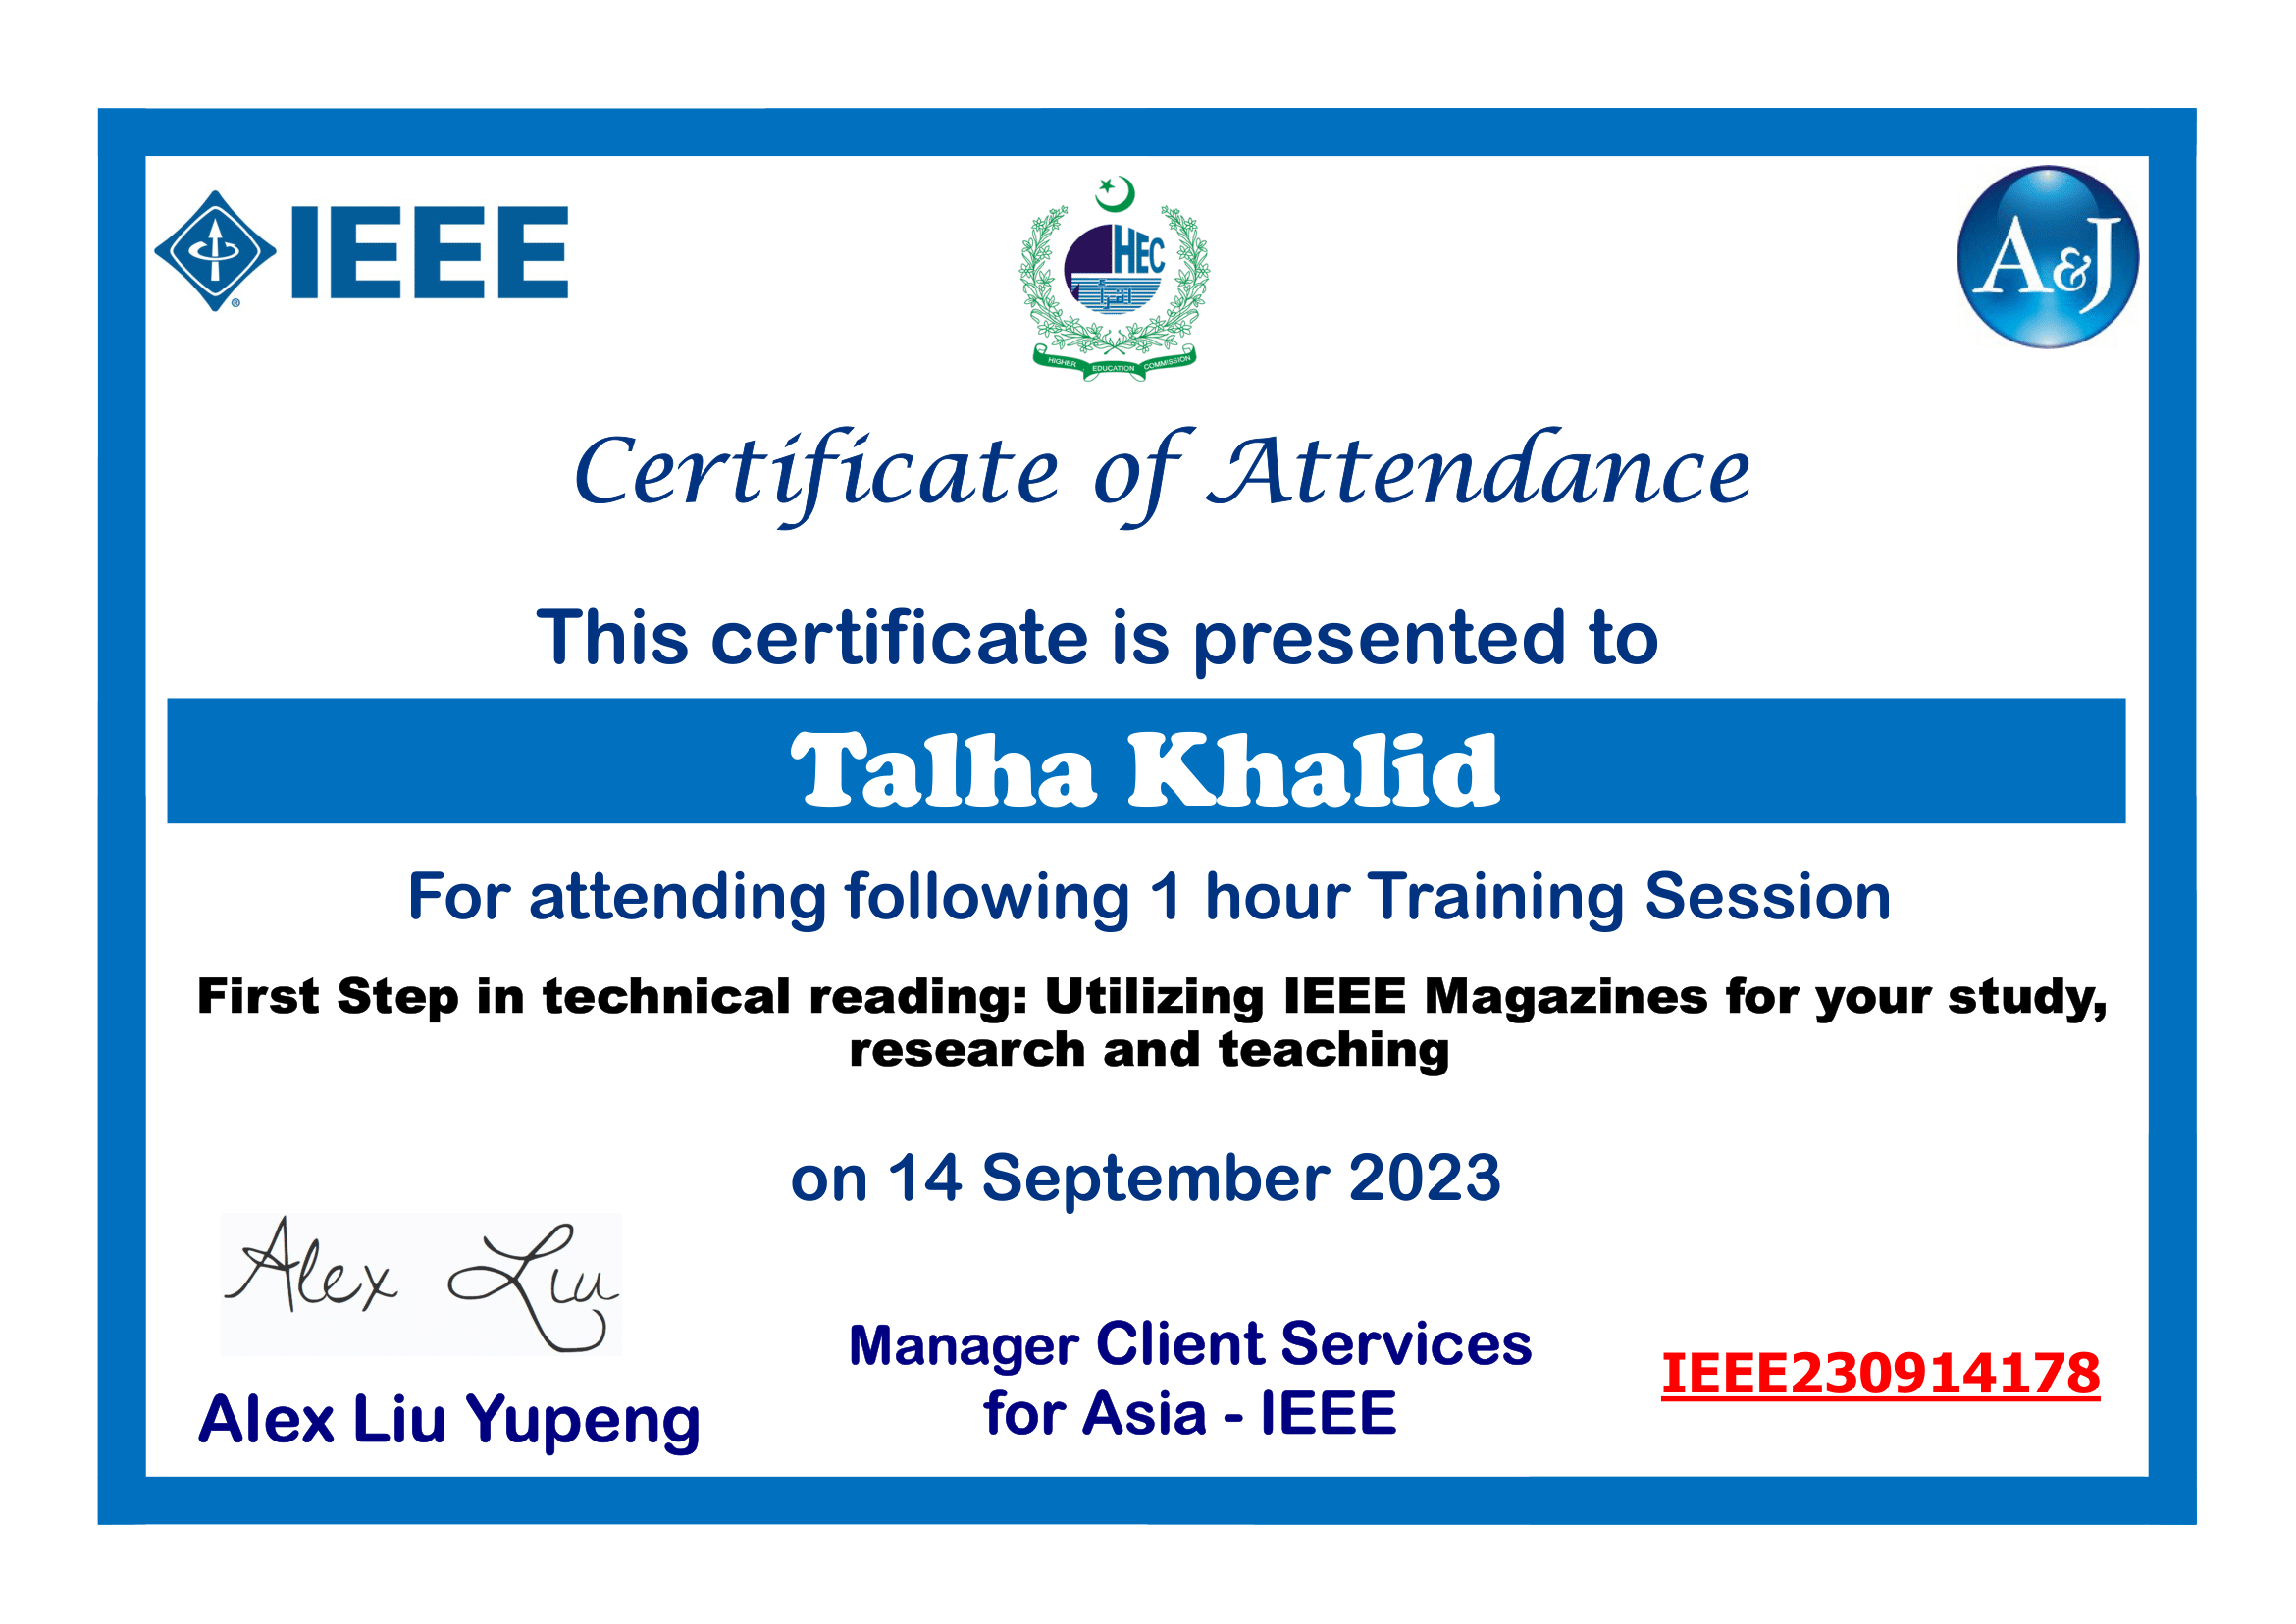 IEEE
®
HEC
اقرأ
HIGHER EDUCATION COMMISSION
A&J
Certificate of Attendance
This certificate is presented to
Talha Khalid
For attending following 1 hour Training Session
First Step in technical reading: Utilizing IEEE Magazines for your study,
research and teaching
on 14 September 2023
Alex Liu
Alex Liu Yupeng
Manager Client Services
for Asia - IEEE
IEEE230914178